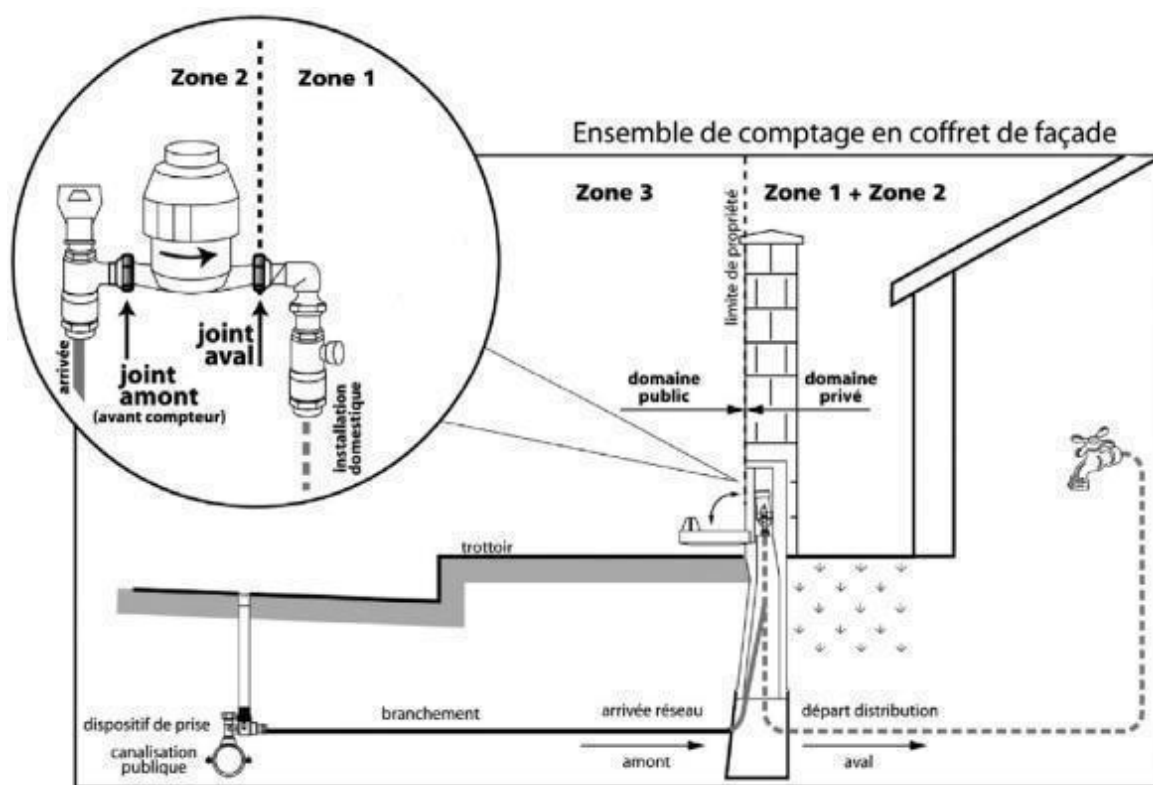 Zone 2
Zone 1
Ensemble de comptage en coffret de façade
Zone 3
Zone 1 + Zone 2
limite de propriété
arrivée
joint
amont
(avant compteur)
joint
aval
installation
domestique
domaine
public
domaine
privé
trottoir
dispositif de prise
canalisation
publique
branchement
arrivée réseau
amont
départ distribution
aval